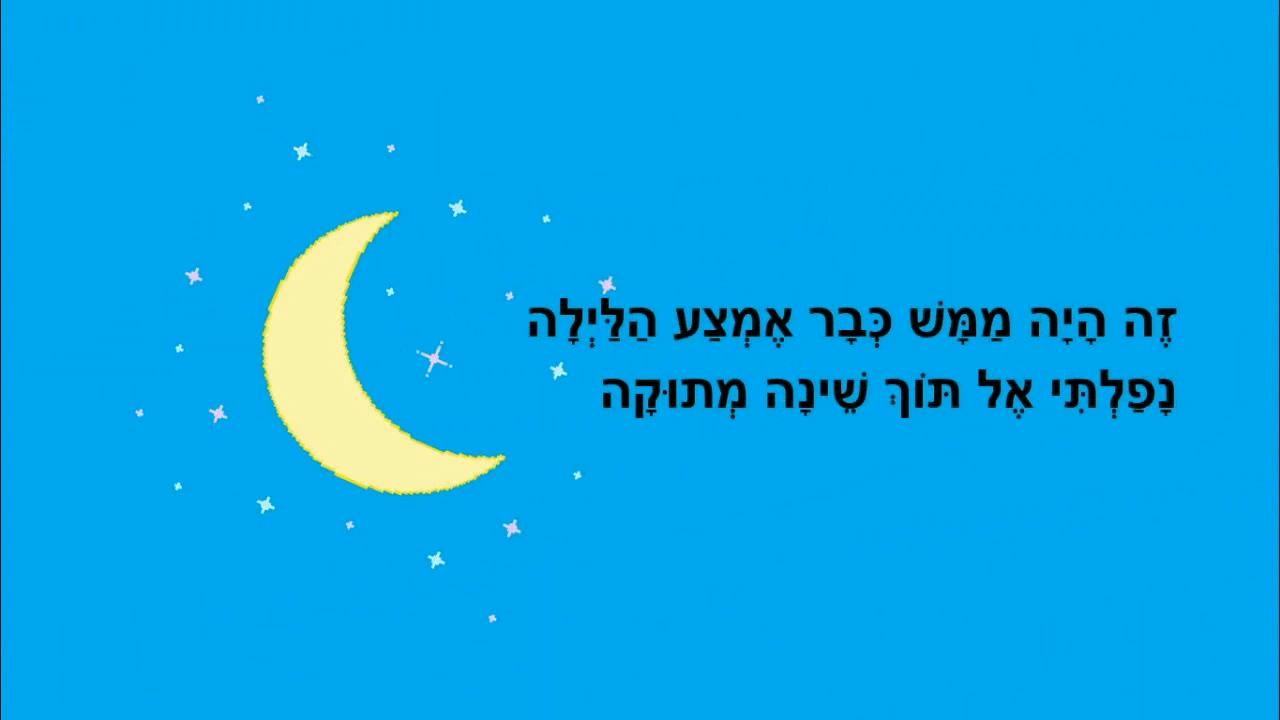 זֶה הָיָה מַמָּשׁ כְּבָר אֶמְצַע הַלַּיְלָה
נָפַלְתִּי אֶל תּוֹךְ שֵׁינָה מְתוּקָה